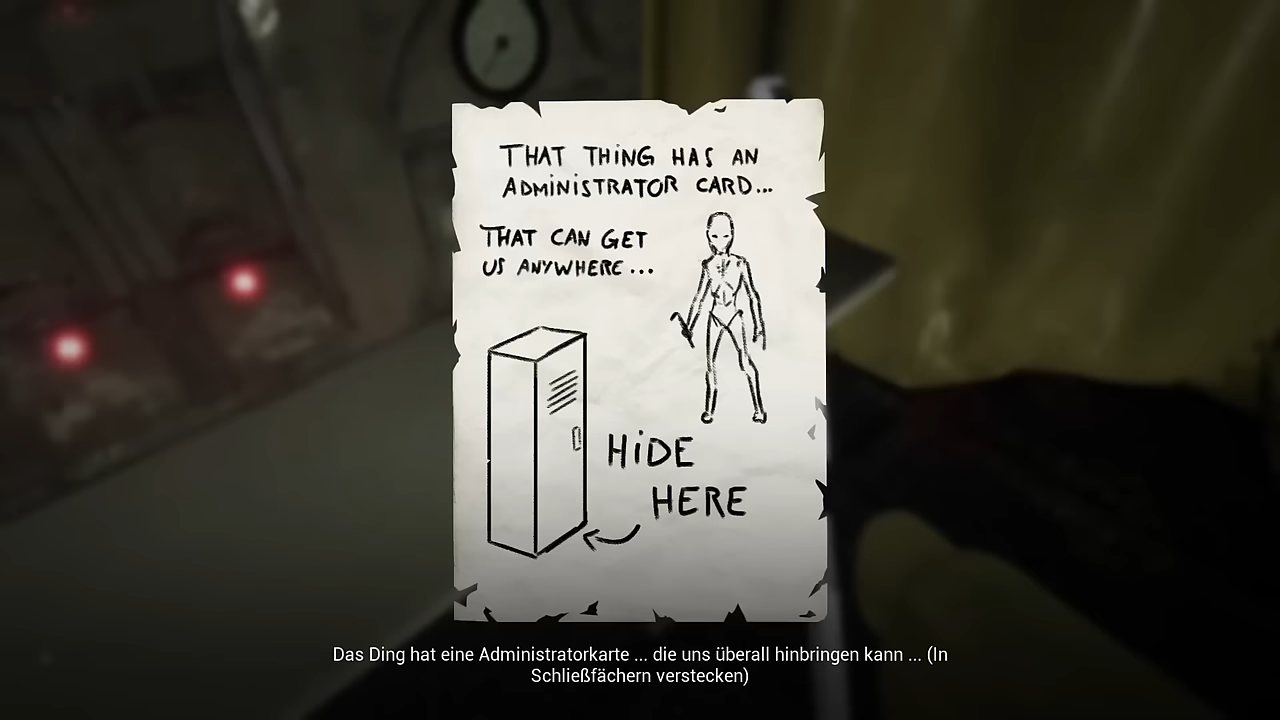 THAT THING HAS AN
ADMINISTRATOR CARD...
THAT CAN GET
US ANYWHERE...
HIDE
HERE
Das Ding hat eine Administratorkarte ... die uns überall hinbringen kann ... (In
Schließfächern verstecken)